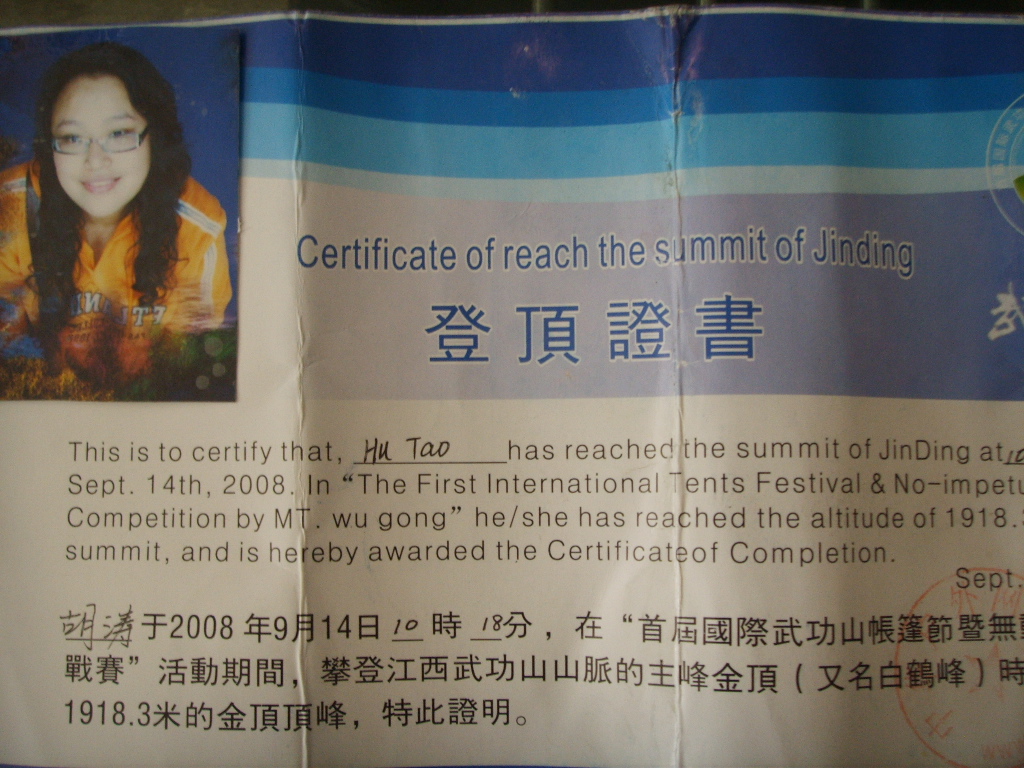 Certificate of reach the summit of Jinding
登頂證書
This is to certify that, Hu Tao has reached the summit of JinDing at 10
Sept. 14th, 2008. In “The First International Tents Festival & No-impetu
Competition by MT. wu gong” he/she has reached the altitude of 1918.3
summit, and is hereby awarded the Certificateof Completion.
Sept.
胡涛于2008年9月14日 10 時 18分，在“首屆國際武功山帳篷節暨無
戰賽”活動期間，攀登江西武功山山脈的主峰金頂（又名白鶴峰）時
1918.3米的金頂頂峰，特此證明。